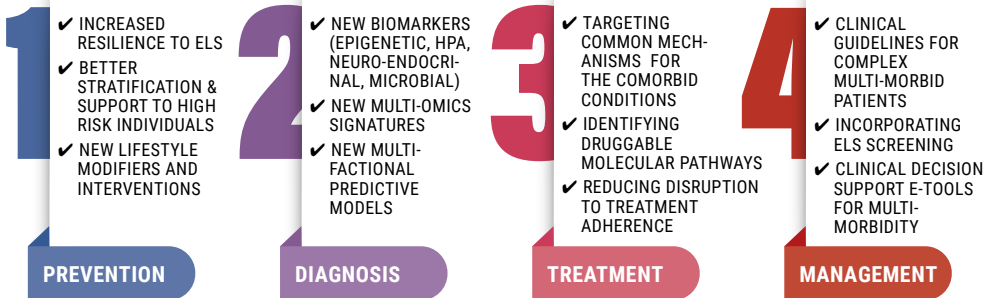 1
✔ INCREASED
RESILIENCE TO ELS
✔ BETTER
STRATIFICATION &
SUPPORT TO HIGH
RISK INDIVIDUALS
✔ NEW LIFESTYLE
MODIFIERS AND
INTERVENTIONS
PREVENTION
2
✔ NEW BIOMARKERS
(EPIGENETIC, HPA,
NEURO-ENDOCRI-
NAL, MICROBIAL)
✔ NEW MULTI-OMICS
SIGNATURES
✔ NEW MULTI-
FACTIONAL
PREDICTIVE
MODELS
DIAGNOSIS
3
✔ TARGETING
COMMON MECH-
ANISMS FOR
THE COMORBID
CONDITIONS
✔ IDENTIFYING
DRUGGABLE
MOLECULAR PATHWAYS
✔ REDUCING DISRUPTION
TO TREATMENT
ADHERENCE
TREATMENT
4
✔ CLINICAL
GUIDELINES FOR
COMPLEX
MULTI-MORBID
PATIENTS
✔ INCORPORATING
ELS SCREENING
✔ CLINICAL DECISION
SUPPORT E-TOOLS
FOR MULTI-
MORBIDITY
MANAGEMENT